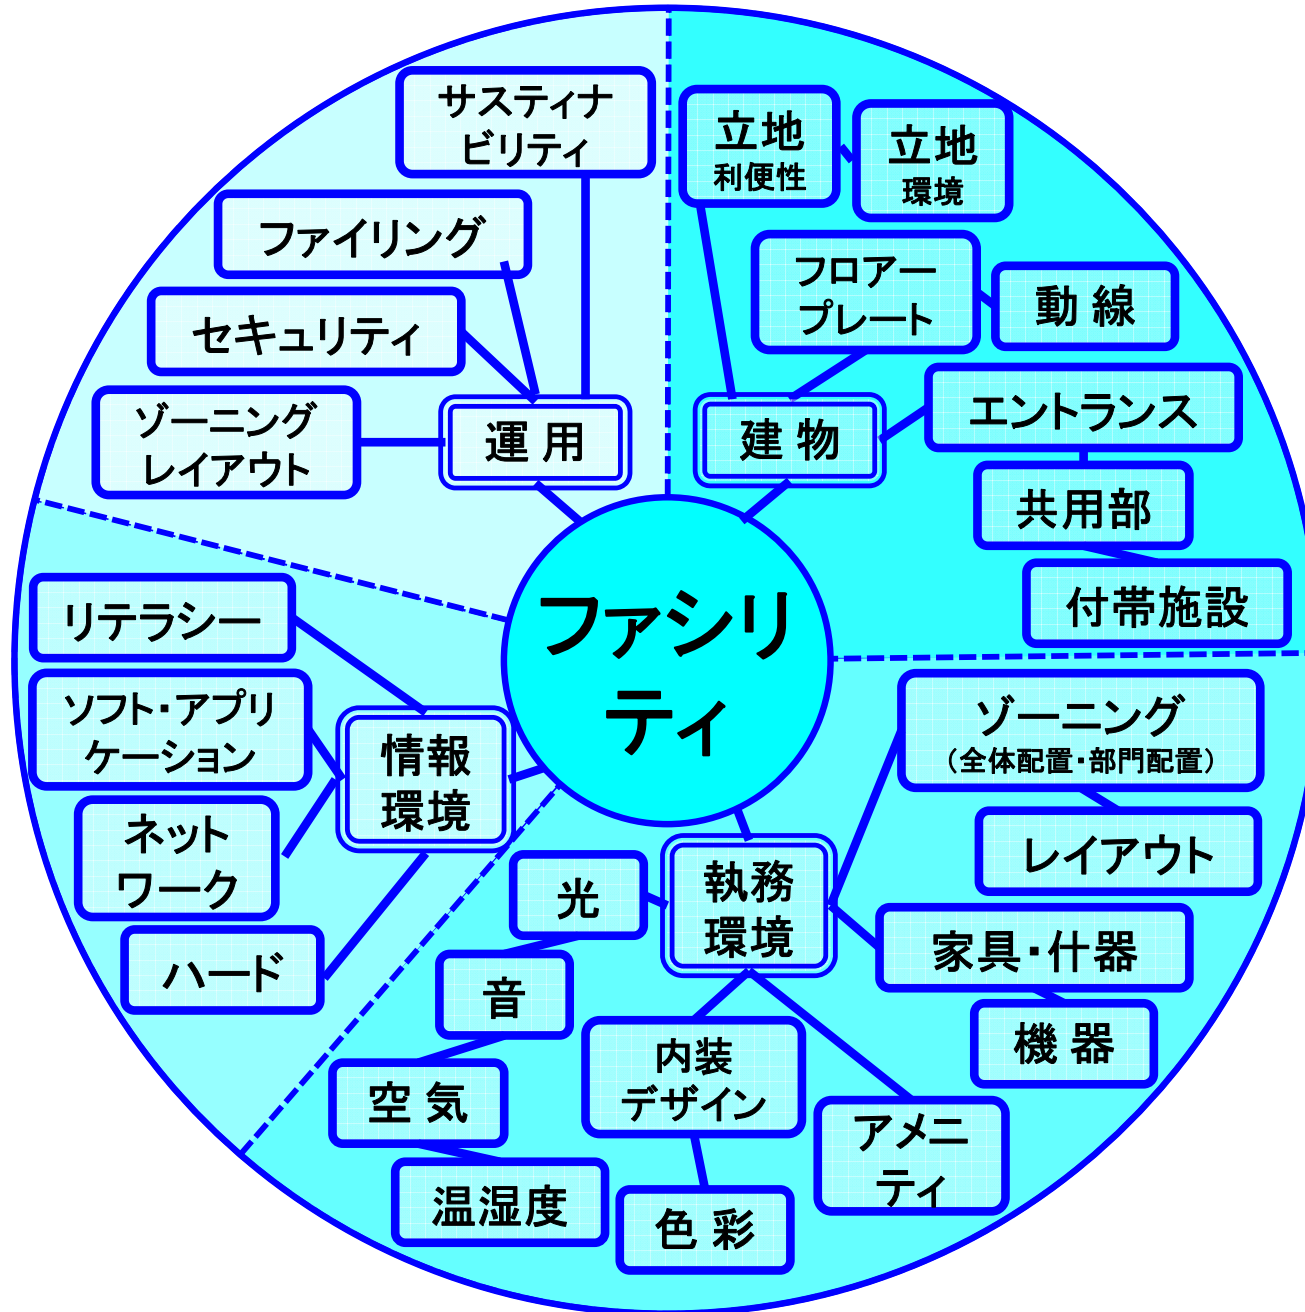 サスティナ
ビリティ
ファイリング
セキュリティ
ゾーニング
レイアウト
運 用
立地
利便性
立地
環境
フロアー
プレート
動 線
エントランス
建 物
共用部
付帯施設
ファシリ
ティ
リテラシー
ソフト・アプリ
ケーション
ネット
ワーク
ハード
情報
環境
ゾーニング
（全体配置・部門配置）
レイアウト
執務
環境
家具・什器
機 器
光
音
空 気
温湿度
内装
デザイン
色 彩
アメニ
ティ